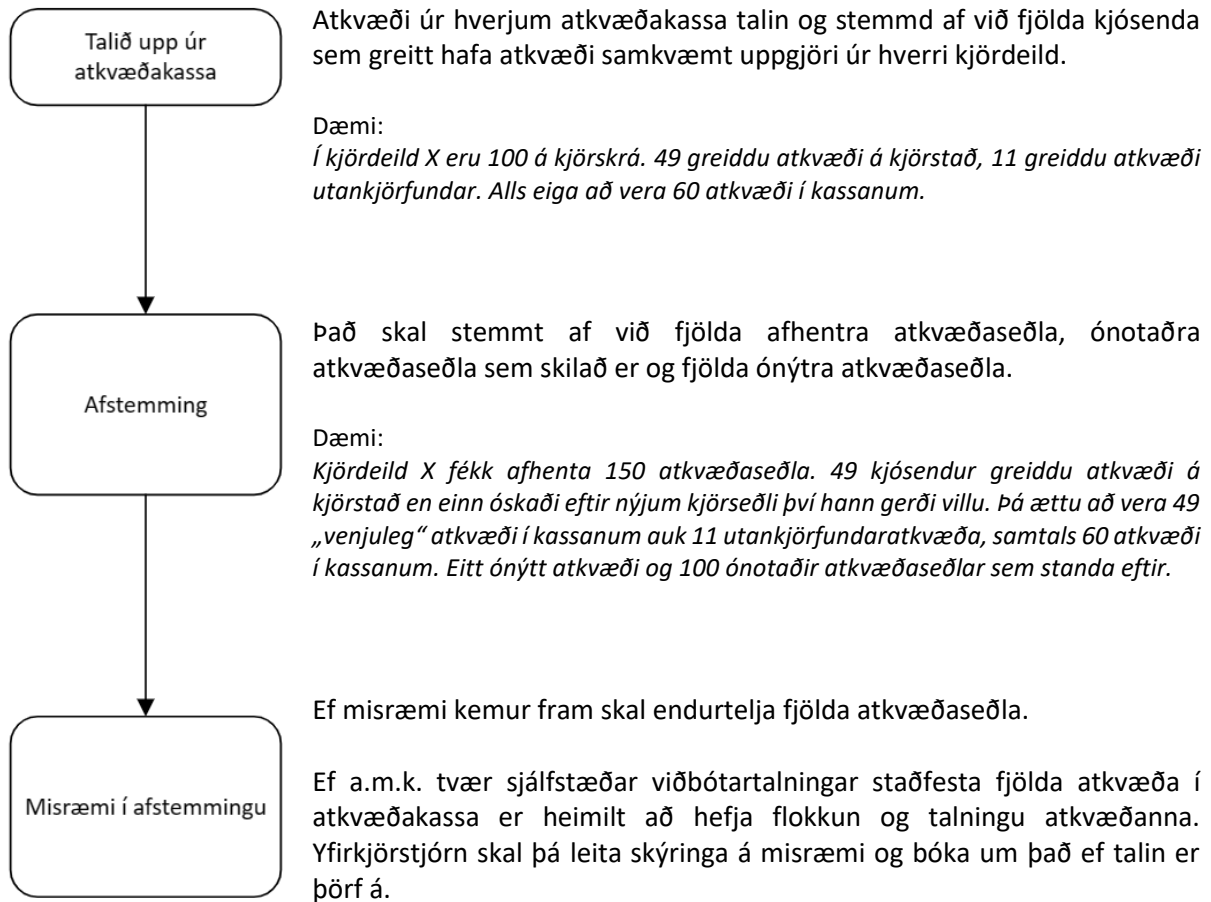 Talið upp úr
atkvæðakassa
Atkvæði úr hverjum atkvæðakassa talin og stemmd af við fjölda kjósenda
sem greitt hafa atkvæði samkvæmt uppgjöri úr hverri kjördeild.
Dæmi:
Í kjördeild X eru 100 á kjörskrá. 49 greiddu atkvæði á kjörstað, 11 greiddu atkvæði
utankjörfundar. Alls eiga að vera 60 atkvæði í kassanum.
Afstemming
Það skal stemmt af við fjölda afhentra atkvæðaseðla, ónotaðra
atkvæðaseðla sem skilað er og fjölda ónýtra atkvæðaseðla.
Dæmi:
Kjördeild X fékk afhenta 150 atkvæðaseðla. 49 kjósendur greiddu atkvæði á
kjörstað en einn óskaði eftir nýjum kjörseðli því hann gerði villu. Þá ættu að vera 49
„venjuleg“ atkvæði í kassanum auk 11 utankjörfundaratkvæða, samtals 60 atkvæði
í kassanum. Eitt ónýtt atkvæði og 100 ónotaðir atkvæðaseðlar sem standa eftir.
Misræmi í afstemmingu
Ef misræmi kemur fram skal endurtelja fjölda atkvæðaseðla.
Ef a.m.k. tvær sjálfstæðar viðbótartalningar staðfesta fjölda atkvæða í
atkvæðakassa er heimilt að hefja flokkun og talningu atkvæðanna.
Yfirkjörstjórn skal þá leita skýringa á misræmi og bóka um það ef talin er
þörf á.